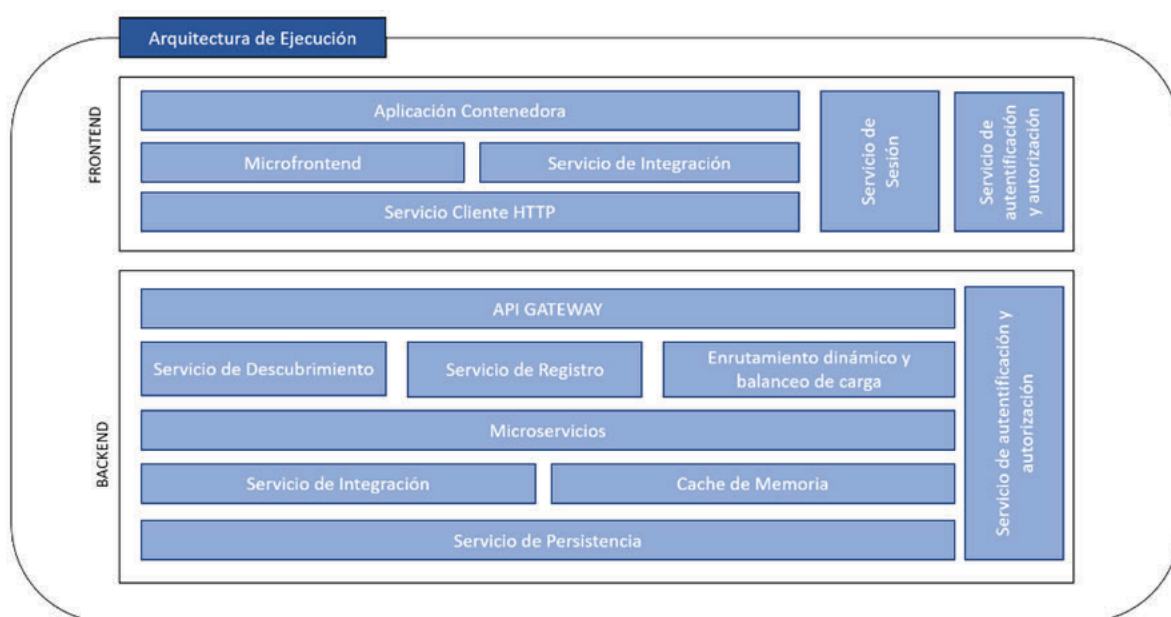 Arquitectura de Ejecución
FRONTEND
Aplicación Contenedora
Microfrontend
Servicio de Integración
Servicio Cliente HTTP
Servicio de
Sesión
Servicio de
autentificación
y autorización
BACKEND
API GATEWAY
Servicio de Descubrimiento
Servicio de Registro
Enrutamiento dinámico y
balanceo de carga
Microservicios
Servicio de Integración
Cache de Memoria
Servicio de Persistencia
Servicio de autentificación y
autorización